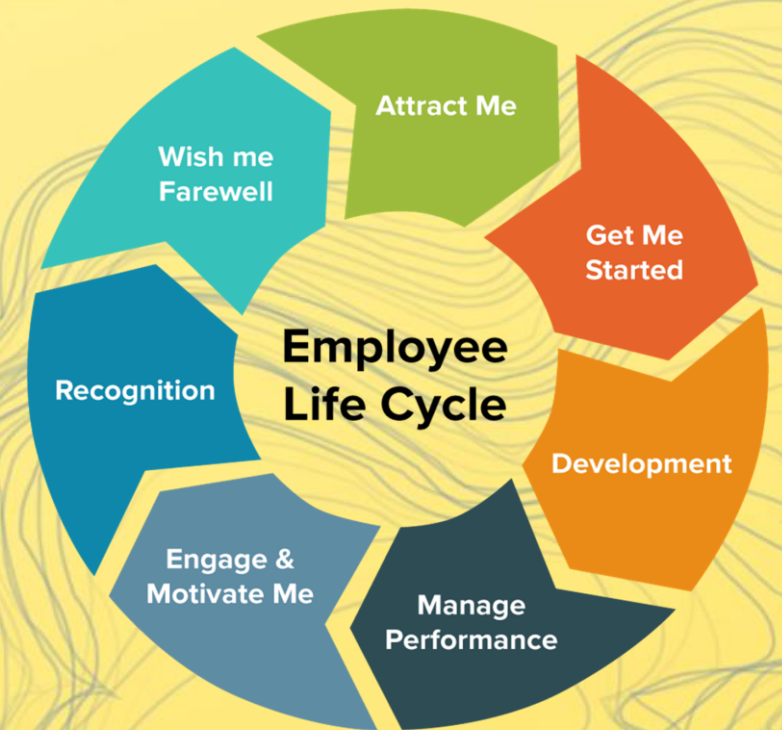 Employee
Life Cycle
Attract Me
Get Me
Started
Development
Manage
Performance
Engage &
Motivate Me
Recognition
Wish me
Farewell